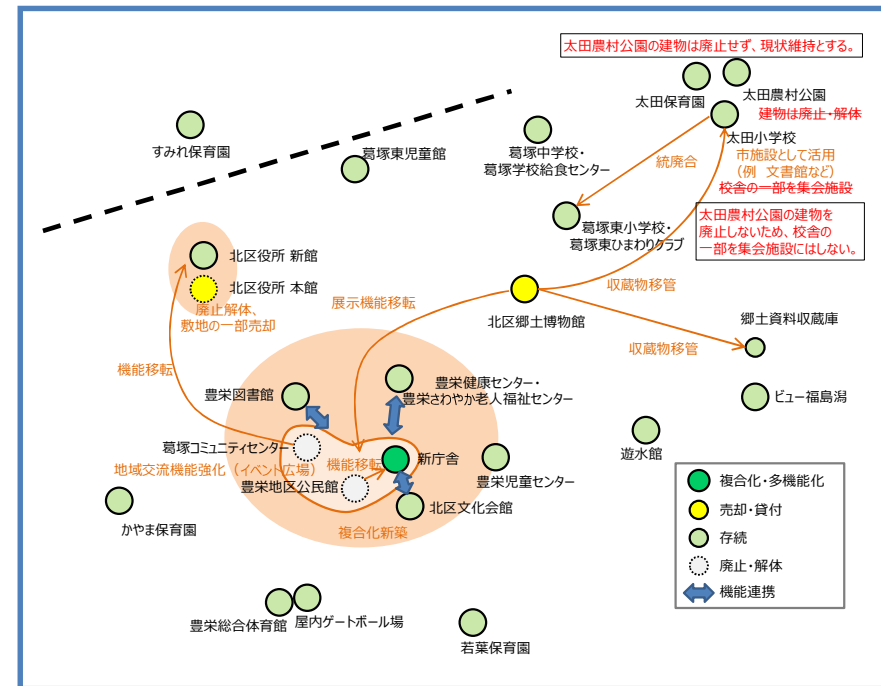 太田農村公園の建物は廃止せず、現状維持とする。
太田保育園
太田農村公園
建物は廃止・解体
太田小学校
市施設として活用
(例 文書館など)
校舎の一部を集会施設
太田農村公園の建物を
廃止しないため、校舎の
一部を集会施設にはしない。
すみれ保育園
葛塚東児童館
葛塚中学校・
葛塚学校給食センター
統廃合
葛塚東小学校・
葛塚東ひまわりクラブ
北区役所 新館
北区役所 本館
廃止解体、
敷地の一部売却
展示機能移転
収蔵物移管
北区郷土博物館
収蔵物移管
郷土資料収蔵庫
機能移転
豊栄図書館
豊栄健康センター・
豊栄さわやか老人福祉センター
ビュー福島潟
遊水館
葛塚コミュニティセンター
地域交流機能強化(イベント広場)
機能移転
新庁舎
豊栄地区公民館
豊栄児童センター
北区文化会館
複合化新築
かやま保育園
豊栄総合体育館
屋内ゲートボール場
若葉保育園
複合化・多機能化
売却・貸付
存続
廃止・解体
機能連携